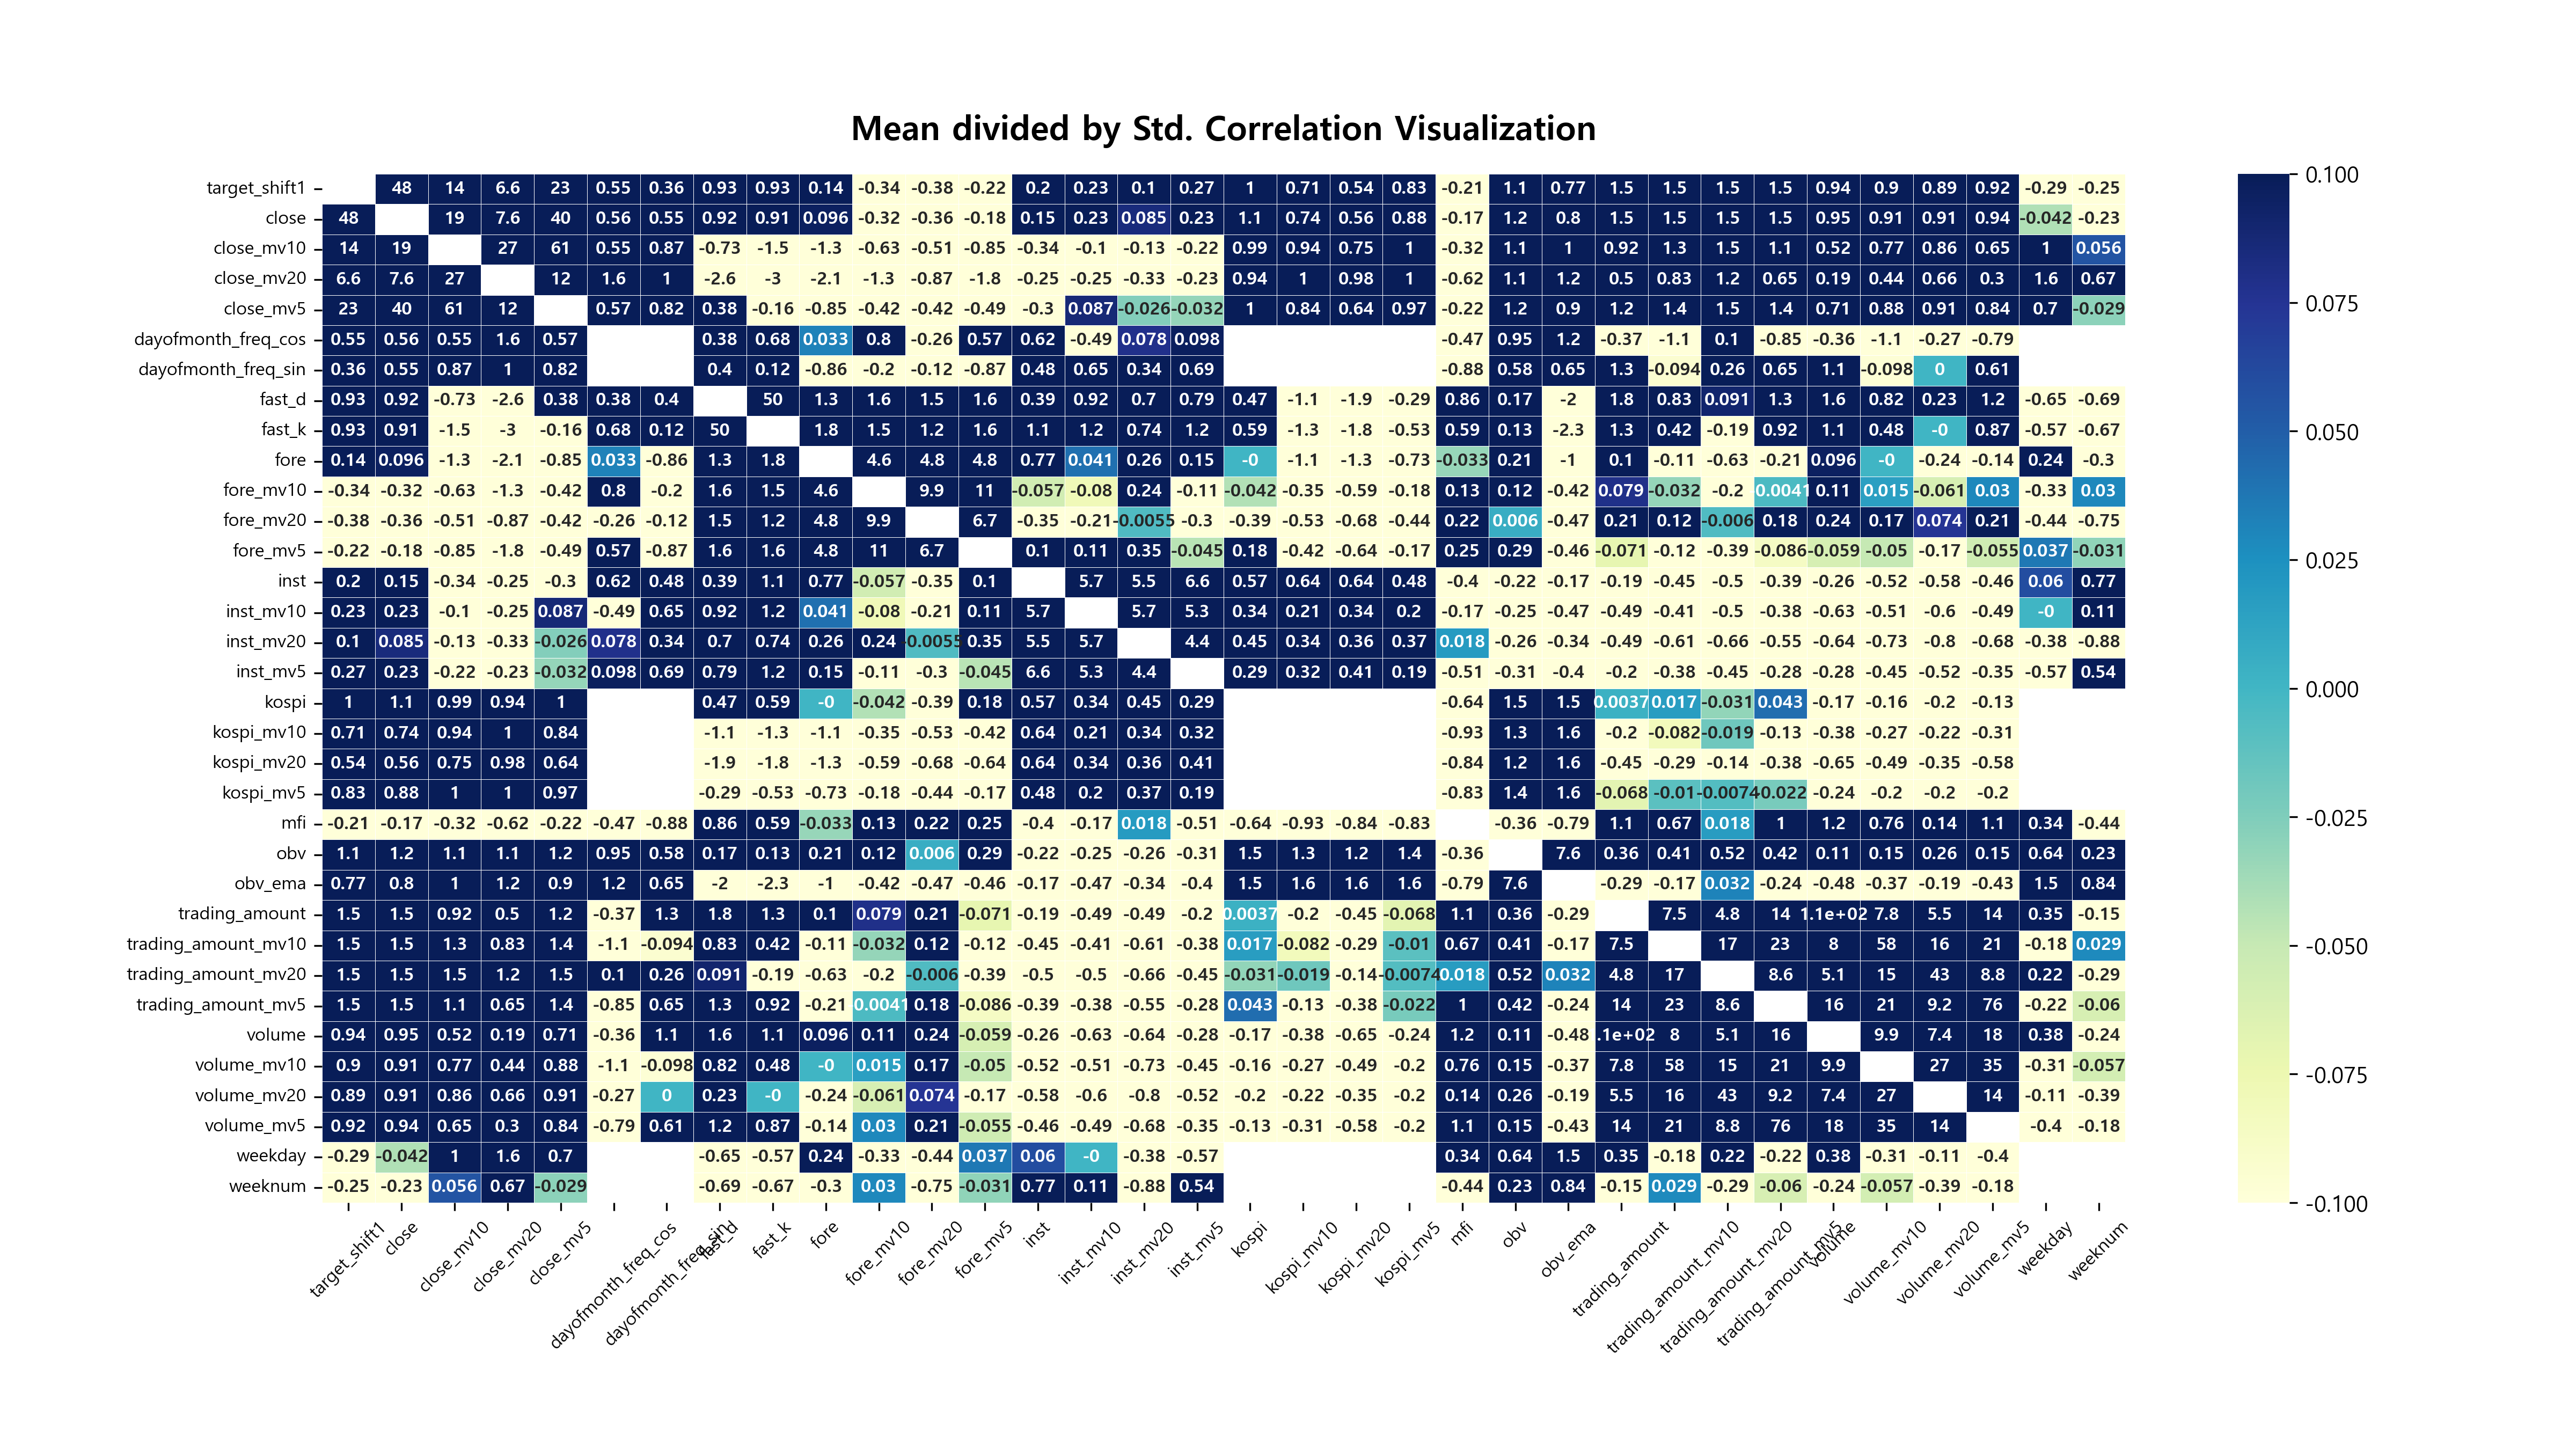 Mean divided by Std. Correlation Visualization
target_shift1 48 14 6.6 23 0.55 0.36 0.93 0.93 0.14 -0.34 -0.38 -0.22 0.2 0.23 0.1 0.27 1 0.71 0.54 0.83 -0.21 1.1 0.77 1.5 1.5 1.5 1.5 0.94 0.9 0.89 0.92 -0.29 -0.25
close 48 19 7.6 40 0.56 0.55 0.92 0.91 0.096 -0.32 -0.36 -0.18 0.15 0.23 0.085 0.23 1.1 0.74 0.56 0.88 -0.17 1.2 0.8 1.5 1.5 1.5 1.5 0.95 0.91 0.91 0.94 -0.042 -0.23
close_mv10 14 19 27 61 0.55 0.87 -0.73 -1.5 -1.3 -0.63 -0.51 -0.85 -0.34 -0.1 -0.13 -0.22 0.99 0.94 0.75 1 -0.32 1.1 1 0.92 1.3 1.5 1.1 0.52 0.77 0.86 0.65 1 0.056
close_mv20 6.6 7.6 27 12 1.6 1 -2.6 -3 -2.1 -1.3 -0.87 -1.8 -0.25 -0.25 -0.33 -0.23 0.94 1 0.98 1 -0.62 1.1 1.2 0.5 0.83 1.2 0.65 0.19 0.44 0.66 0.3 1.6 0.67
close_mv5 23 40 61 12 0.57 0.82 0.38 -0.16 -0.85 -0.42 -0.42 -0.49 -0.3 0.087 -0.026 -0.032 1 0.84 0.64 0.97 -0.22 1.2 0.9 1.2 1.4 1.5 1.4 0.71 0.88 0.91 0.84 0.7 -0.029
dayofmonth_freq_cos 0.55 0.56 0.55 1.6 0.57 0.38 0.68 0.033 0.8 -0.26 0.57 0.62 -0.49 0.078 0.098 -0.47 0.95 1.2 -0.37 -1.1 0.1 -0.85 -0.36 -1.1 -0.27 -0.79
dayofmonth_freq_sin 0.36 0.55 0.87 1 0.82 0.4 0.12 -0.86 -0.2 -0.12 -0.87 0.48 0.65 0.34 0.69 -0.88 0.58 0.65 1.3 -0.094 0.26 0.65 1.1 -0.098 0 0.61
fast_d 0.93 0.92 -0.73 -2.6 0.38 0.38 0.4 50 1.3 1.6 1.5 1.6 0.39 0.92 0.7 0.79 0.47 -1.1 -1.9 -0.29 0.86 0.17 -2 1.8 0.83 0.091 1.3 1.6 0.82 0.23 1.2 -0.65 -0.69
fast_k 0.93 0.91 -1.5 -3 -0.16 0.68 0.12 50 1.8 1.5 1.2 1.6 1.1 1.2 0.74 1.2 0.59 -1.3 -1.8 -0.53 0.59 0.13 -2.3 1.3 0.42 -0.19 0.92 1.1 0.48 -0 0.87 -0.57 -0.67
fore 0.14 0.096 -1.3 -2.1 -0.85 0.033 -0.86 1.3 1.8 4.6 4.8 4.8 0.77 0.041 0.26 0.15 -0 -1.1 -1.3 -0.73 -0.033 0.21 -1 0.1 -0.11 -0.63 -0.21 0.096 -0 -0.24 -0.14 0.24 -0.3
fore_mv10 -0.34 -0.32 -0.63 -1.3 -0.42 0.8 -0.2 1.6 1.5 4.6 9.9 11 -0.057 -0.08 0.24 -0.11 -0.042 -0.35 -0.59 -0.18 0.13 0.12 -0.42 0.079 -0.032 -0.2 0.0041 0.11 0.015 -0.061 0.03 -0.33 0.03
fore_mv20 -0.38 -0.36 -0.51 -0.87 -0.42 -0.26 -0.12 1.5 1.2 4.8 9.9 6.7 -0.35 -0.21 -0.0055 -0.3 -0.39 -0.53 -0.68 -0.44 0.22 0.006 -0.47 0.21 0.12 -0.006 0.18 0.24 0.17 0.074 0.21 -0.44 -0.75
fore_mv5 -0.22 -0.18 -0.85 -1.8 -0.49 0.57 -0.87 1.6 1.6 4.8 11 6.7 0.1 0.11 0.35 -0.045 0.18 -0.42 -0.64 -0.17 0.25 0.29 -0.46 -0.071 -0.12 -0.39 -0.086 -0.059 -0.05 -0.17 -0.055 0.037 -0.031
inst 0.2 0.15 -0.34 -0.25 -0.3 0.62 0.48 0.39 1.1 0.77 -0.057 -0.35 0.1 5.7 5.5 6.6 0.57 0.64 0.64 0.48 -0.4 -0.22 -0.17 -0.19 -0.45 -0.5 -0.39 -0.26 -0.52 -0.58 -0.46 0.06 0.77
inst_mv10 0.23 0.23 -0.1 -0.25 0.087 -0.49 0.65 0.92 1.2 0.041 -0.08 -0.21 0.11 5.7 5.7 5.3 0.34 0.21 0.34 0.2 -0.17 -0.25 -0.47 -0.49 -0.41 -0.5 -0.38 -0.63 -0.51 -0.6 -0.49 -0 0.11
inst_mv20 0.1 0.085 -0.13 -0.33 -0.026 0.078 0.34 0.7 0.74 0.26 0.24 -0.0055 0.35 5.5 5.7 4.4 0.45 0.34 0.36 0.37 0.018 -0.26 -0.34 -0.49 -0.61 -0.66 -0.55 -0.64 -0.73 -0.8 -0.68 -0.38 -0.88
inst_mv5 0.27 0.23 -0.22 -0.23 -0.032 0.098 0.69 0.79 1.2 0.15 -0.11 -0.3 -0.045 6.6 5.3 4.4 0.29 0.32 0.41 0.19 -0.51 -0.31 -0.4 -0.2 -0.38 -0.45 -0.28 -0.28 -0.45 -0.52 -0.35 -0.57 0.54
kospi 1 1.1 0.99 0.94 1 0.47 0.59 -0 -0.042 -0.39 0.18 0.57 0.34 0.45 0.29 -0.64 1.5 1.5 0.0037 0.017 -0.031 0.043 -0.17 -0.16 -0.2 -0.13
kospi_mv10 0.71 0.74 0.94 1 0.84 -1.1 -1.3 -1.1 -0.35 -0.53 -0.42 0.64 0.21 0.34 0.32 -0.93 1.3 1.6 -0.2 -0.082 -0.019 -0.13 -0.38 -0.27 -0.22 -0.31
kospi_mv20 0.54 0.56 0.75 0.98 0.64 -1.9 -1.8 -1.3 -0.59 -0.68 -0.64 0.64 0.34 0.36 0.41 -0.84 1.2 1.6 -0.45 -0.29 -0.14 -0.38 -0.65 -0.49 -0.35 -0.58
kospi_mv5 0.83 0.88 1 1 0.97 -0.29 -0.53 -0.73 -0.18 -0.44 -0.17 0.48 0.2 0.37 0.19 -0.83 1.4 1.6 -0.068 -0.01 -0.0074 -0.022 -0.24 -0.2 -0.2 -0.2
mfi -0.21 -0.17 -0.32 -0.62 -0.22 -0.47 -0.88 0.86 0.59 -0.033 0.13 0.22 0.25 -0.4 -0.17 0.018 -0.51 -0.64 -0.93 -0.84 -0.83 -0.36 -0.79 1.1 0.67 0.018 1 1.2 0.76 0.14 1.1 0.34 -0.44
obv 1.1 1.2 1.1 1.1 1.2 0.95 0.58 0.17 0.13 0.21 0.12 0.006 0.29 -0.22 -0.25 -0.26 -0.31 1.5 1.3 1.2 1.4 -0.36 7.6 0.36 0.41 0.52 0.42 0.11 0.15 0.26 0.15 0.64 0.23
obv_ema 0.77 0.8 1 1.2 0.9 1.2 0.65 -2 -2.3 -1 -0.42 -0.47 -0.46 -0.17 -0.47 -0.34 -0.4 1.5 1.6 1.6 1.6 -0.79 7.6 -0.29 -0.17 0.032 -0.24 -0.48 -0.37 -0.19 -0.43 1.5 0.84
trading_amount 1.5 1.5 0.92 0.5 1.2 -0.37 1.3 1.8 1.3 0.1 0.079 0.21 -0.071 -0.19 -0.49 -0.49 -0.2 0.0037 -0.2 -0.45 -0.068 1.1 0.36 -0.29 7.5 4.8 14 1.1e+02 7.8 5.5 14 0.35 -0.15
trading_amount_mv10 1.5 1.5 1.3 0.83 1.4 -1.1 -0.094 0.83 0.42 -0.11 -0.032 0.12 -0.12 -0.45 -0.41 -0.61 -0.38 0.017 -0.082 -0.29 -0.01 0.67 0.41 -0.17 7.5 17 23 8 58 16 21 -0.18 0.029
trading_amount_mv20 1.5 1.5 1.5 1.2 1.5 0.1 0.26 0.091 -0.19 -0.63 -0.2 -0.006 -0.39 -0.5 -0.5 -0.66 -0.45 -0.031 -0.019 -0.14 -0.0074 0.018 0.52 0.032 4.8 17 8.6 5.1 15 43 8.8 0.22 -0.29
trading_amount_mv5 1.5 1.5 1.1 0.65 1.4 -0.85 0.65 1.3 0.92 -0.21 0.0041 0.18 -0.086 -0.39 -0.38 -0.55 -0.28 0.043 -0.13 -0.38 -0.022 1 0.42 -0.24 14 23 8.6 16 21 9.2 76 -0.22 -0.06
volume 0.94 0.95 0.52 0.19 0.71 -0.36 1.1 1.6 1.1 0.096 0.11 0.24 -0.059 -0.26 -0.63 -0.64 -0.28 -0.17 -0.38 -0.65 -0.24 1.2 0.11 -0.48 .1e+02 8 5.1 16 9.9 7.4 18 0.38 -0.24
volume_mv10 0.9 0.91 0.77 0.44 0.88 -1.1 -0.098 0.82 0.48 -0 0.015 0.17 -0.05 -0.52 -0.51 -0.73 -0.45 -0.16 -0.27 -0.49 -0.2 0.76 0.15 -0.37 7.8 58 15 21 9.9 27 35 -0.31 -0.057
volume_mv20 0.89 0.91 0.86 0.66 0.91 -0.27 0 0.23 -0 -0.24 -0.061 0.074 -0.17 -0.58 -0.6 -0.8 -0.52 -0.2 -0.22 -0.35 -0.2 0.14 0.26 -0.19 5.5 16 43 9.2 7.4 27 14 -0.11 -0.39
volume_mv5 0.92 0.94 0.65 0.3 0.84 -0.79 0.61 1.2 0.87 -0.14 0.03 0.21 -0.055 -0.46 -0.49 -0.68 -0.35 -0.13 -0.31 -0.58 -0.2 1.1 0.15 -0.43 14 21 8.8 76 18 35 14 -0.4 -0.18
weekday -0.29 -0.042 1 1.6 0.7 -0.65 -0.57 0.24 -0.33 -0.44 0.037 0.06 -0 -0.38 -0.57 0.34 0.64 1.5 0.35 -0.18 0.22 -0.22 0.38 -0.31 -0.11 -0.4
weeknum -0.25 -0.23 0.056 0.67 -0.029 -0.69 -0.67 -0.3 0.03 -0.75 -0.031 0.77 0.11 -0.88 0.54 -0.44 0.23 0.84 -0.15 0.029 -0.29 -0.06 -0.24 -0.057 -0.39 -0.18
target_shift1 close close_mv10 close_mv20 close_mv5 dayofmonth_freq_cos dayofmonth_freq_sin fast_d fast_k fore fore_mv10 fore_mv20 fore_mv5 inst inst_mv10 inst_mv20 inst_mv5 kospi kospi_mv10 kospi_mv20 kospi_mv5 mfi obv obv_ema trading_amount trading_amount_mv10 trading_amount_mv20 trading_amount_mv5 volume volume_mv10 volume_mv20 volume_mv5 weekday weeknum
0.100
0.075
0.050
0.025
0.000
-0.025
-0.050
-0.075
-0.100